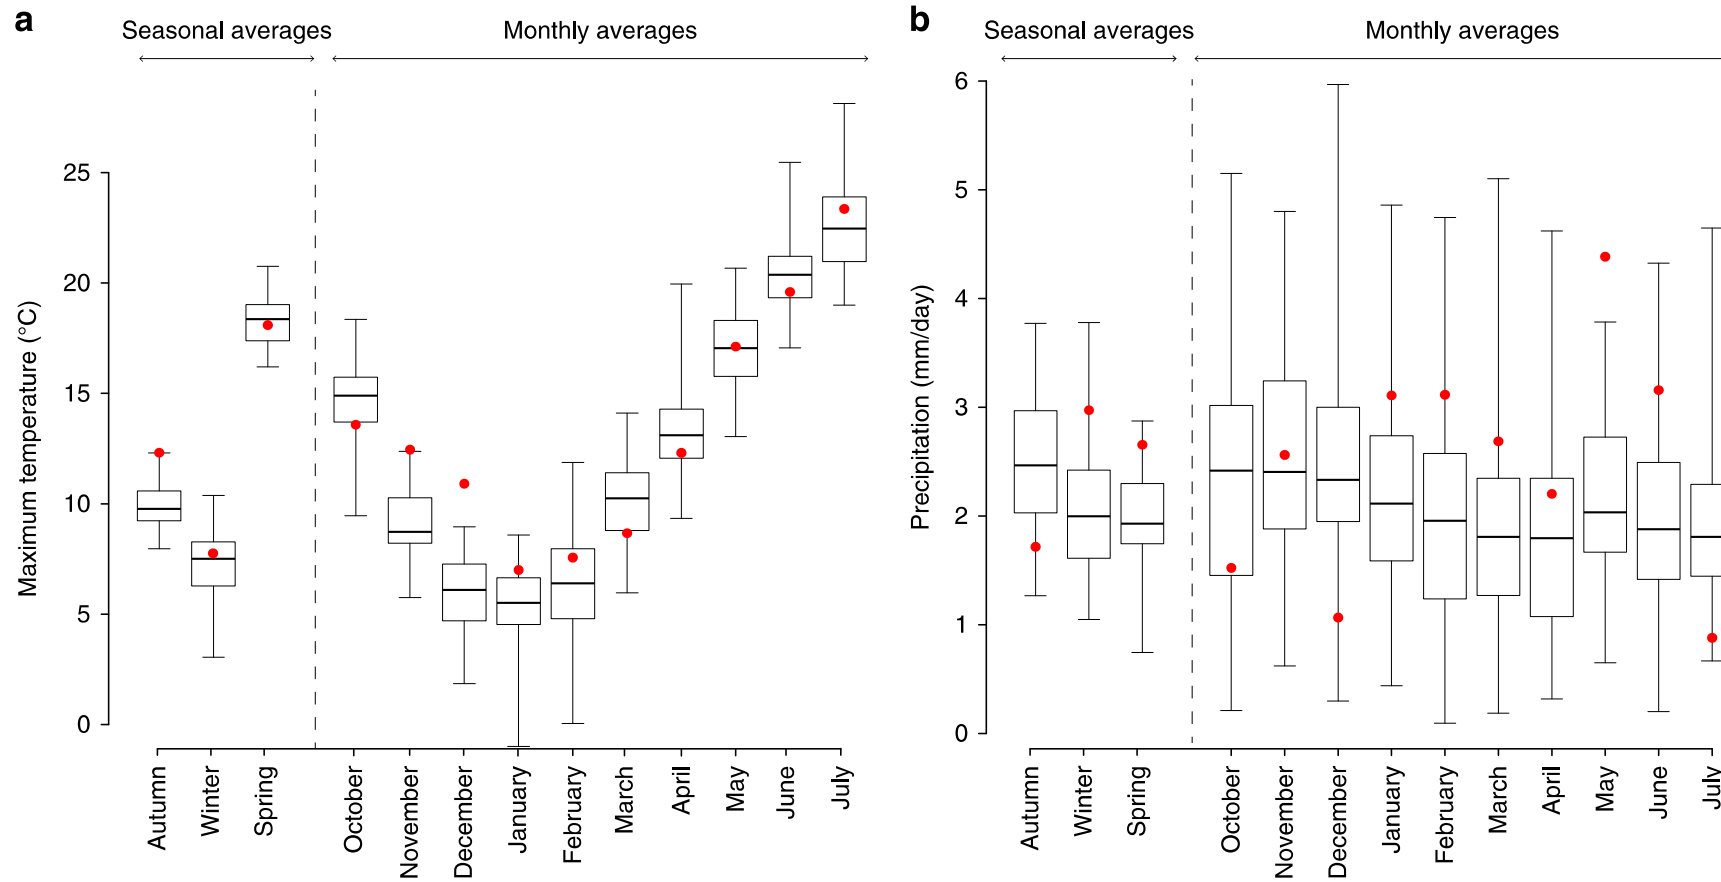 a
Seasonal averages
Monthly averages
Maximum temperature (°C)
25
20
15
10
5
0
Autumn
Winter
Spring
October
November
December
January
February
March
April
May
June
July
b
Seasonal averages
Monthly averages
Precipitation (mm/day)
6
5
4
3
2
1
0
Autumn
Winter
Spring
October
November
December
January
February
March
April
May
June
July